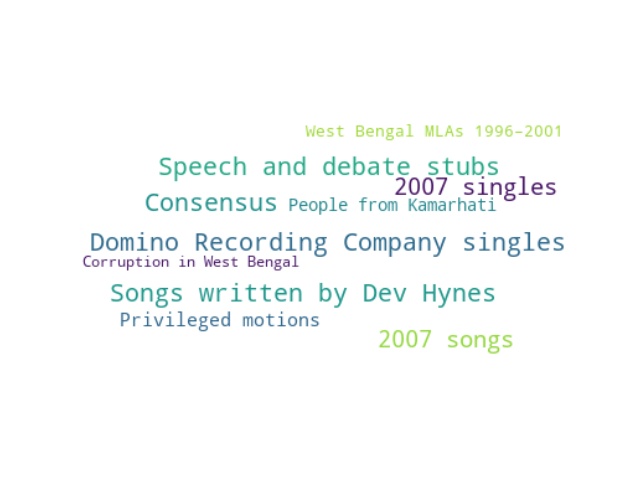 West Bengal MLAs 1996–2001
Speech and debate stubs
2007 singles
Consensus
People from Kamarhati
Domino Recording Company singles
Corruption in West Bengal
Songs written by Dev Hynes
Privileged motions
2007 songs